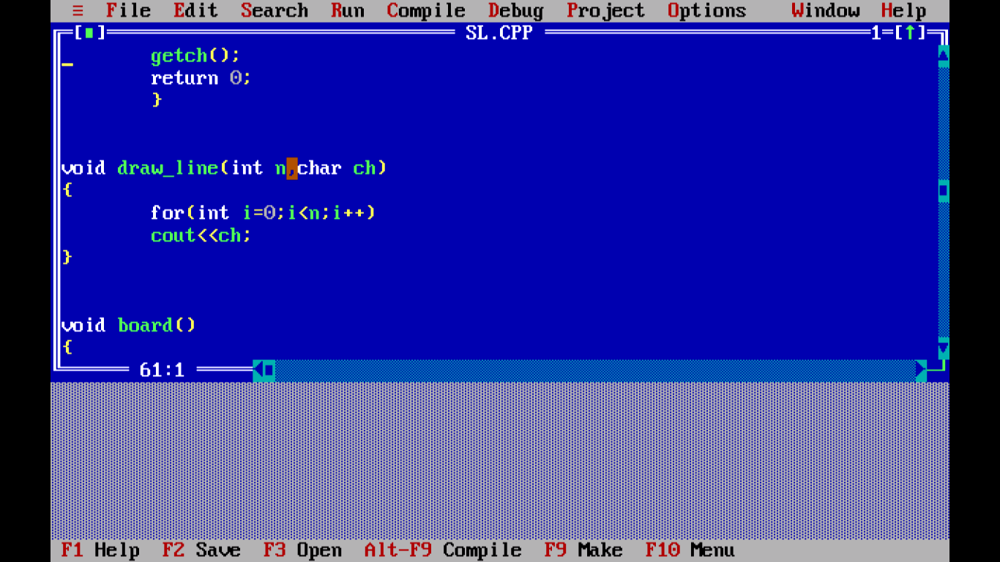 ≡ File Edit Search Run Compile Debug Project Options Window Help
[■] SL.CPP 1=[↑]
getch();
return 0;
}
void draw_line(int n,char ch)
{
for(int i=0;i<n;i++)
cout<<ch;
}
void board()
{
61:1
F1 Help F2 Save F3 Open Alt-F9 Compile F9 Make F10 Menu